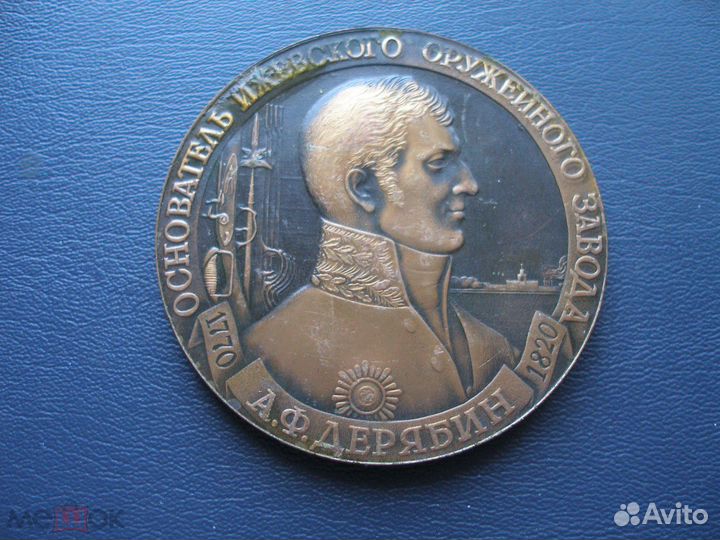 ОСНОВАТЕЛЬ ИЖЕВСКОГО ОРУЖЕЙНОГО ЗАВОДА
1770
1820
А.Ф. ДЕРЯБИН
Avito